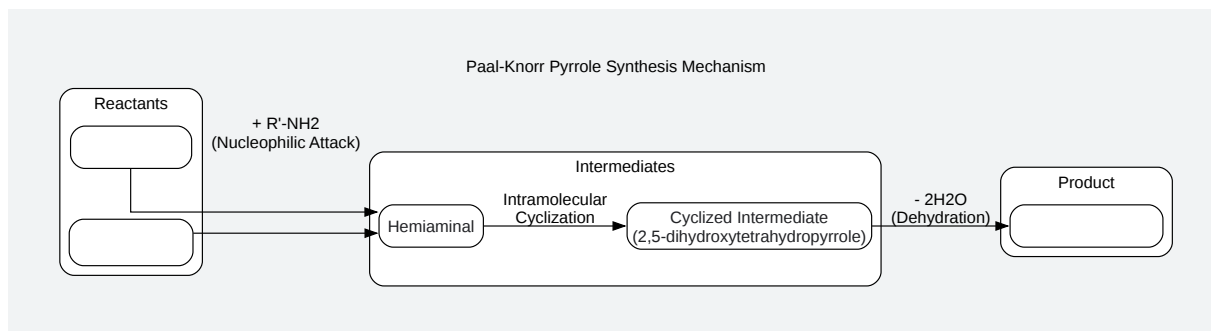 Paal-Knorr Pyrrole Synthesis Mechanism
Reactants
+ R'-NH2
(Nucleophilic Attack)
Intermediates
Hemiaminal
Intramolecular
Cyclization
Cyclized Intermediate
(2,5-dihydroxytetrahydropyrrole)
- 2H2O
(Dehydration)
Product